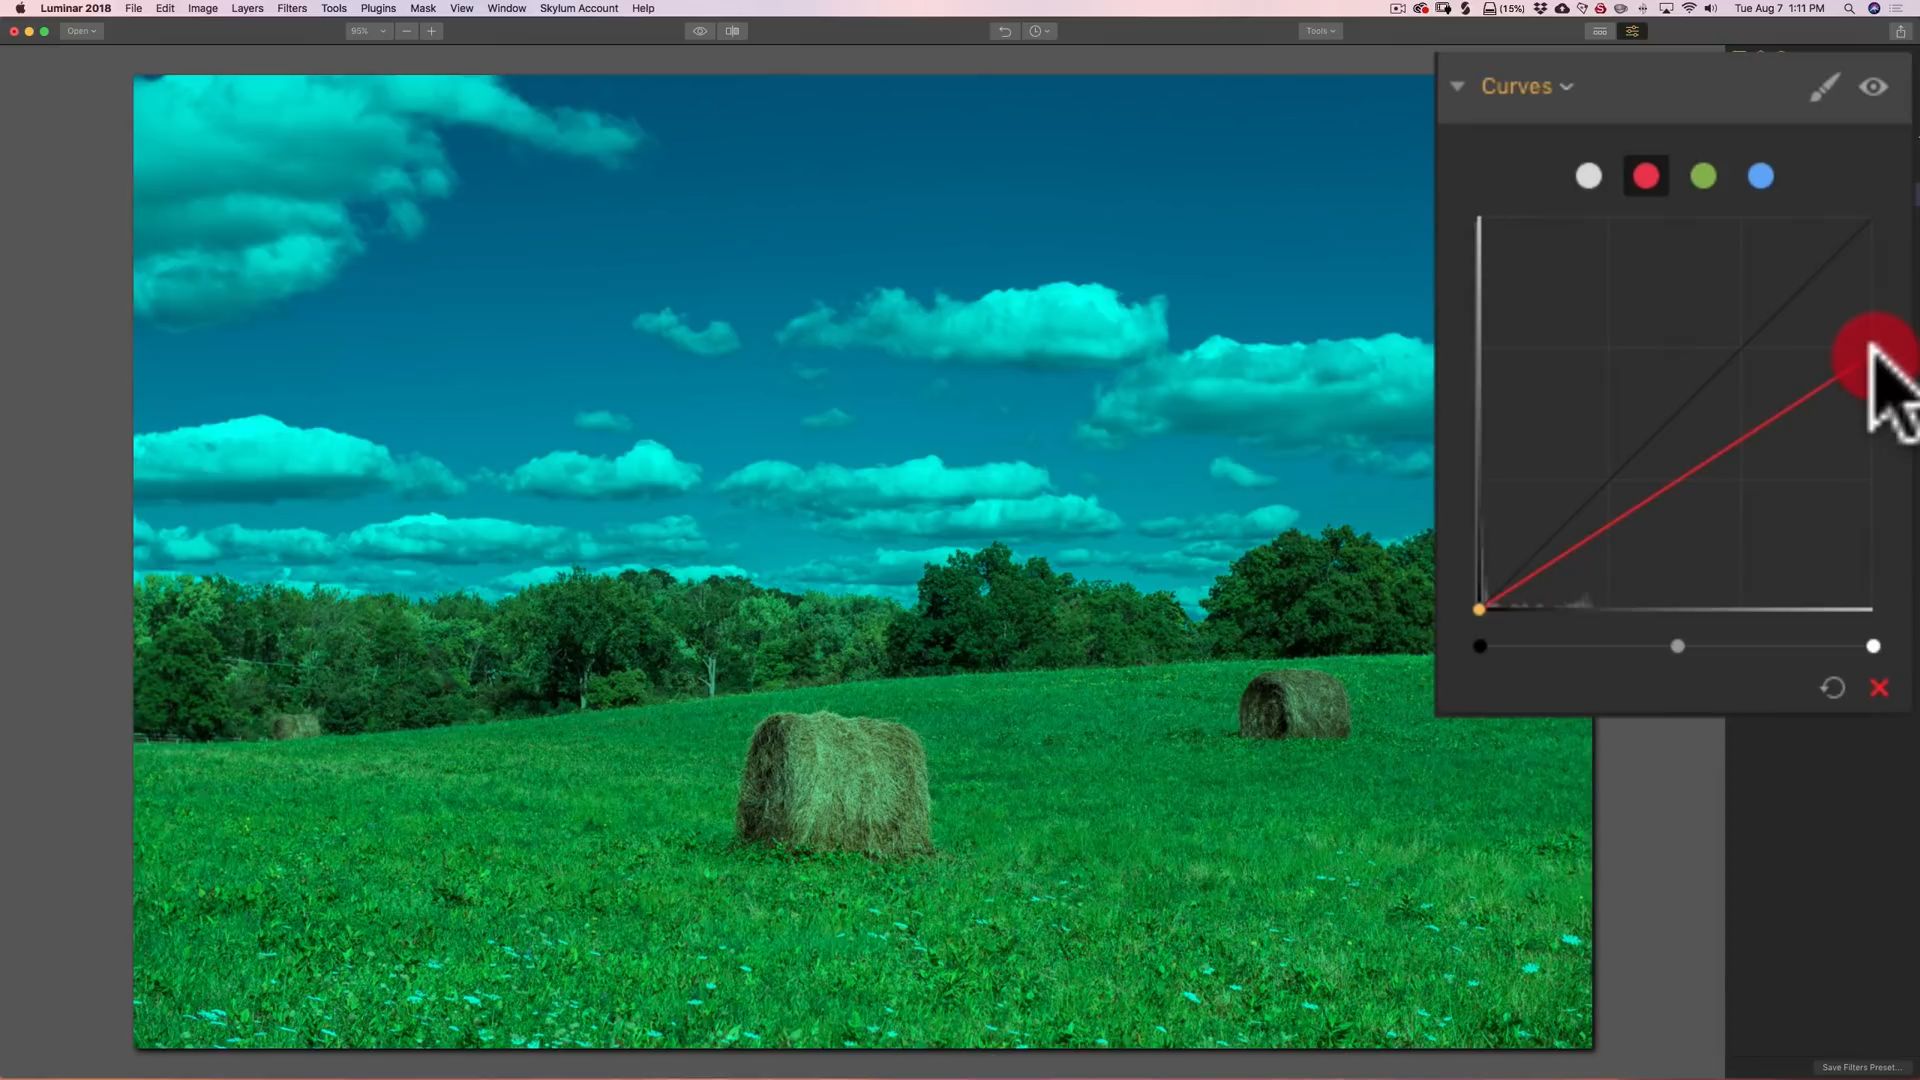 Luminar 2018 File Edit Image Layers Filters Tools Plugins Mask View Window Skylum Account Help (15%) Tue Aug 7 1:11 PM
Open 95% Tools
Curves
Save Filters Preset...